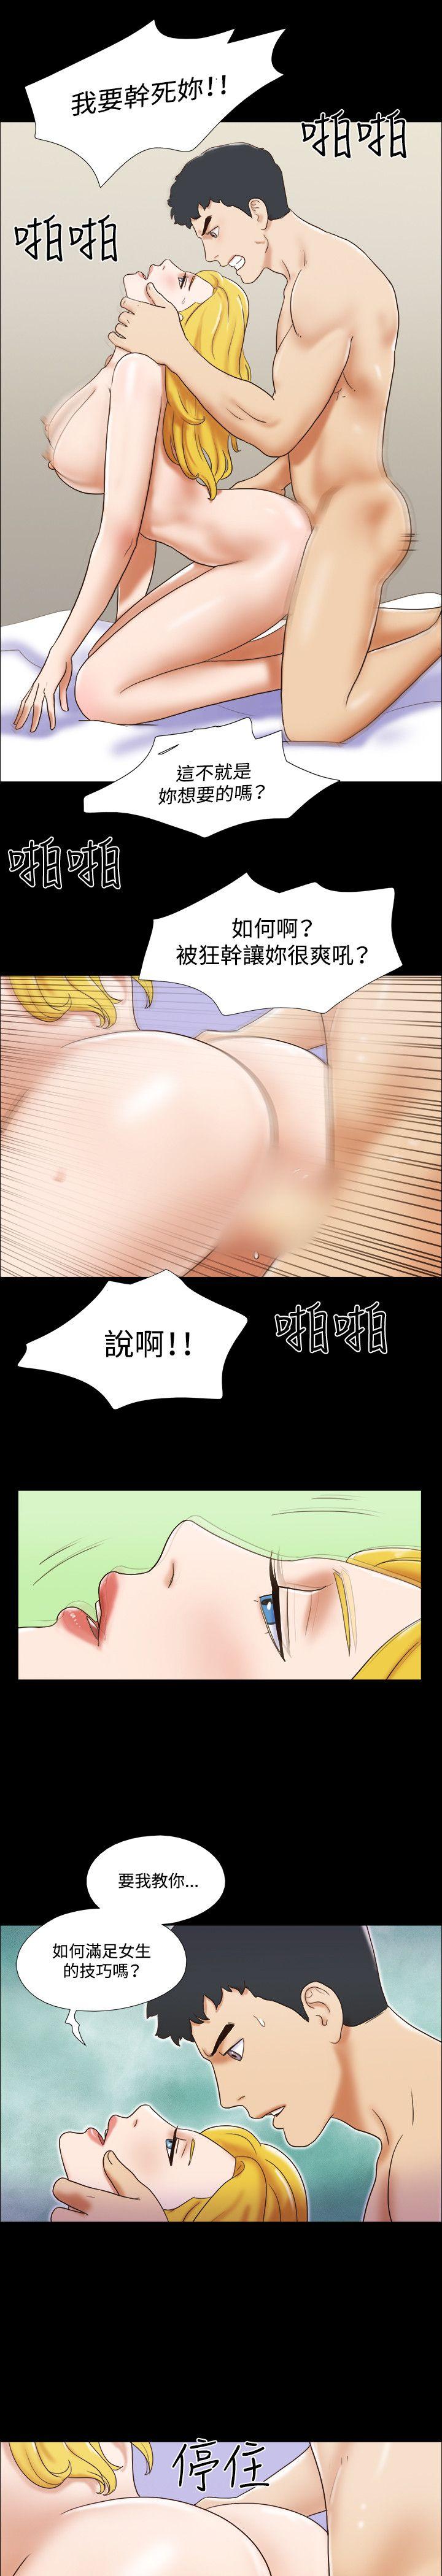 我要幹死妳!!
啪啪
啪啪
這不就是
妳想要的嗎?
啪啪
如何啊?
被狂幹讓妳很爽吼?
說啊!!
啪啪
要我教你...
如何滿足女生
的技巧嗎?
停住